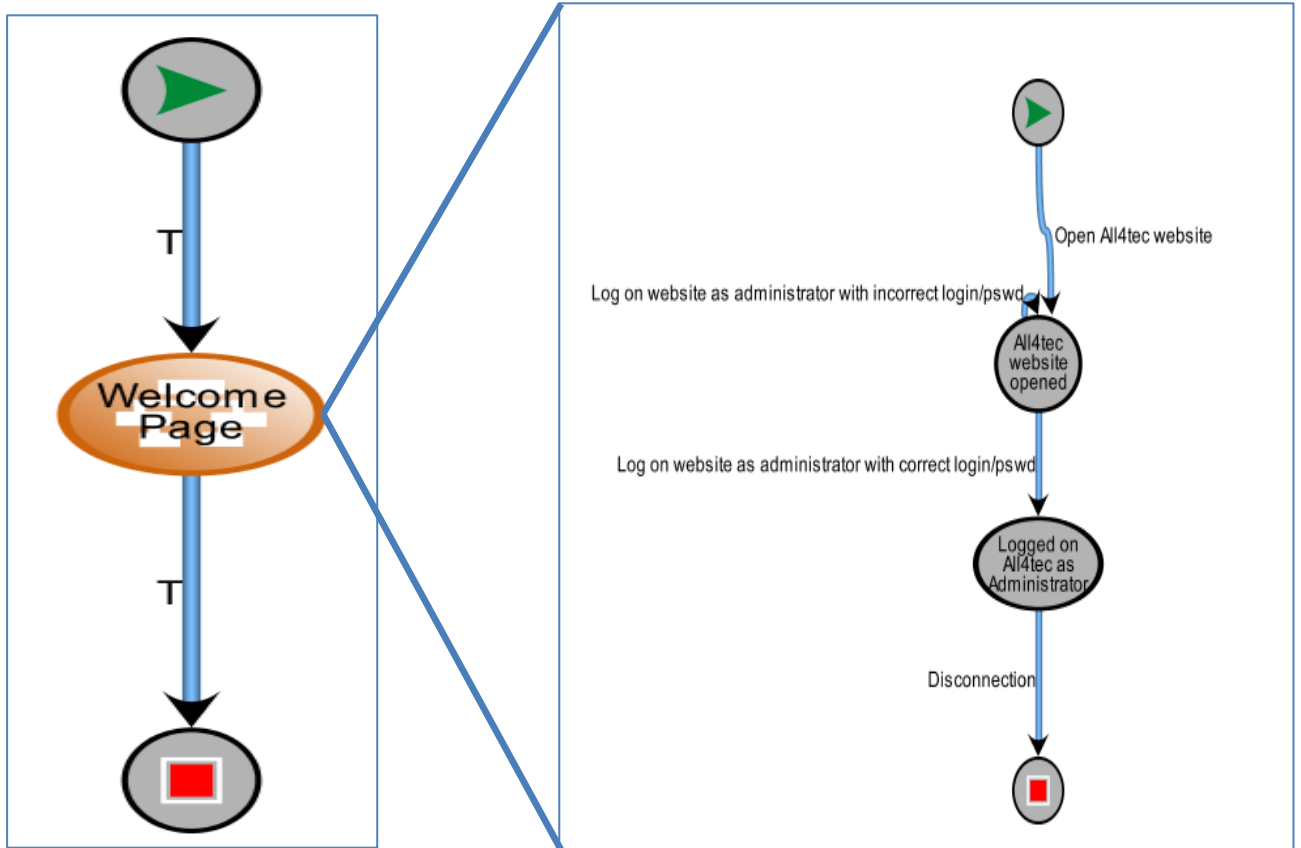 T
Welcome
Page
T
Open All4tec website
Log on website as administrator with incorrect login/pswd
All4tec
website
opened
Log on website as administrator with correct login/pswd
Logged on
All4tec as
Administrator
Disconnection